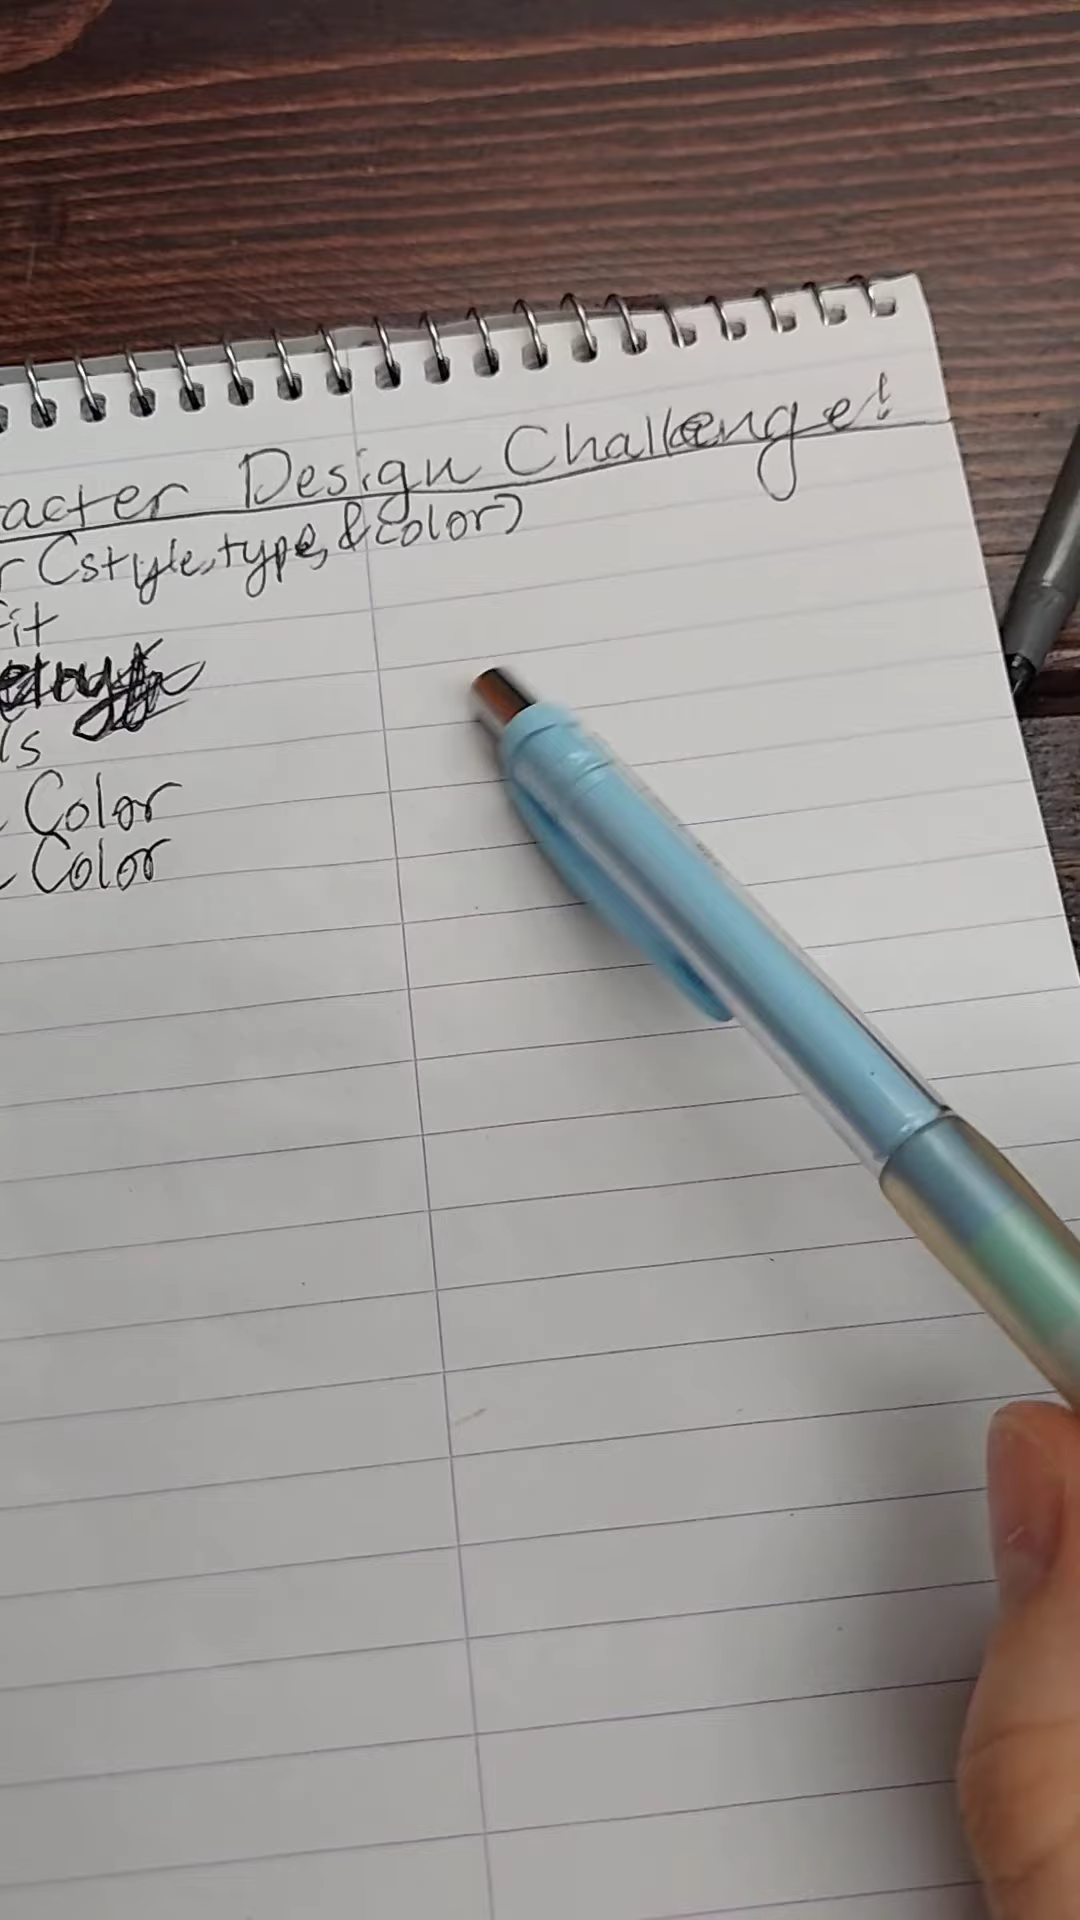 acter Design Challenge!
r (style, type, & color)
fit
ls
Color
Color